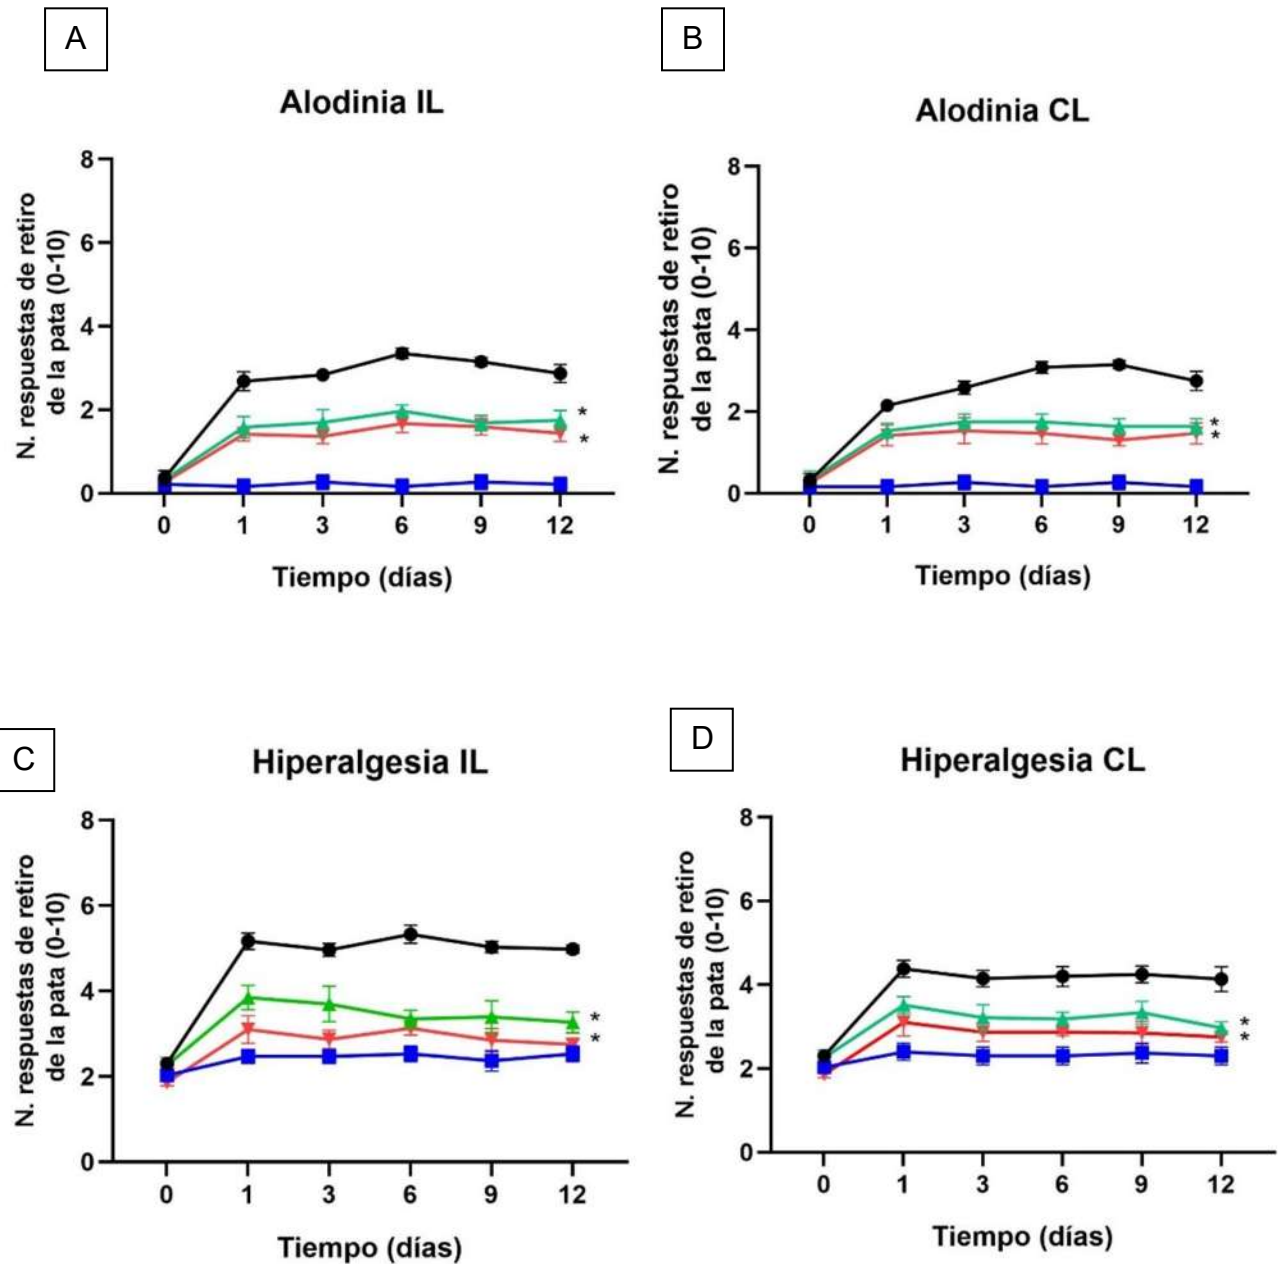 A
Alodinia IL
N. respuestas de retiro
de la pata (0-10)
8
6
4
2
0
*
*
0 1 3 6 9 12
Tiempo (días)
B
Alodinia CL
N. respuestas de retiro
de la pata (0-10)
8
6
4
2
0
*
*
0 1 3 6 9 12
Tiempo (días)
C
Hiperalgesia IL
N. respuestas de retiro
de la pata (0-10)
8
6
4
2
0
*
*
0 1 3 6 9 12
Tiempo (días)
D
Hiperalgesia CL
N. respuestas de retiro
de la pata (0-10)
8
6
4
2
0
*
*
0 1 3 6 9 12
Tiempo (días)